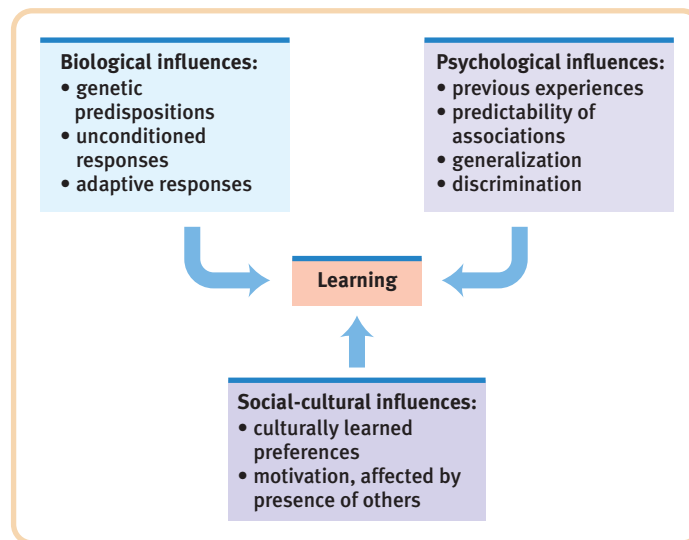 Biological influences:
• genetic
predispositions
• unconditioned
responses
• adaptive responses
Psychological influences:
• previous experiences
• predictability of
associations
• generalization
• discrimination
Learning
Social-cultural influences:
• culturally learned
preferences
• motivation, affected by
presence of others